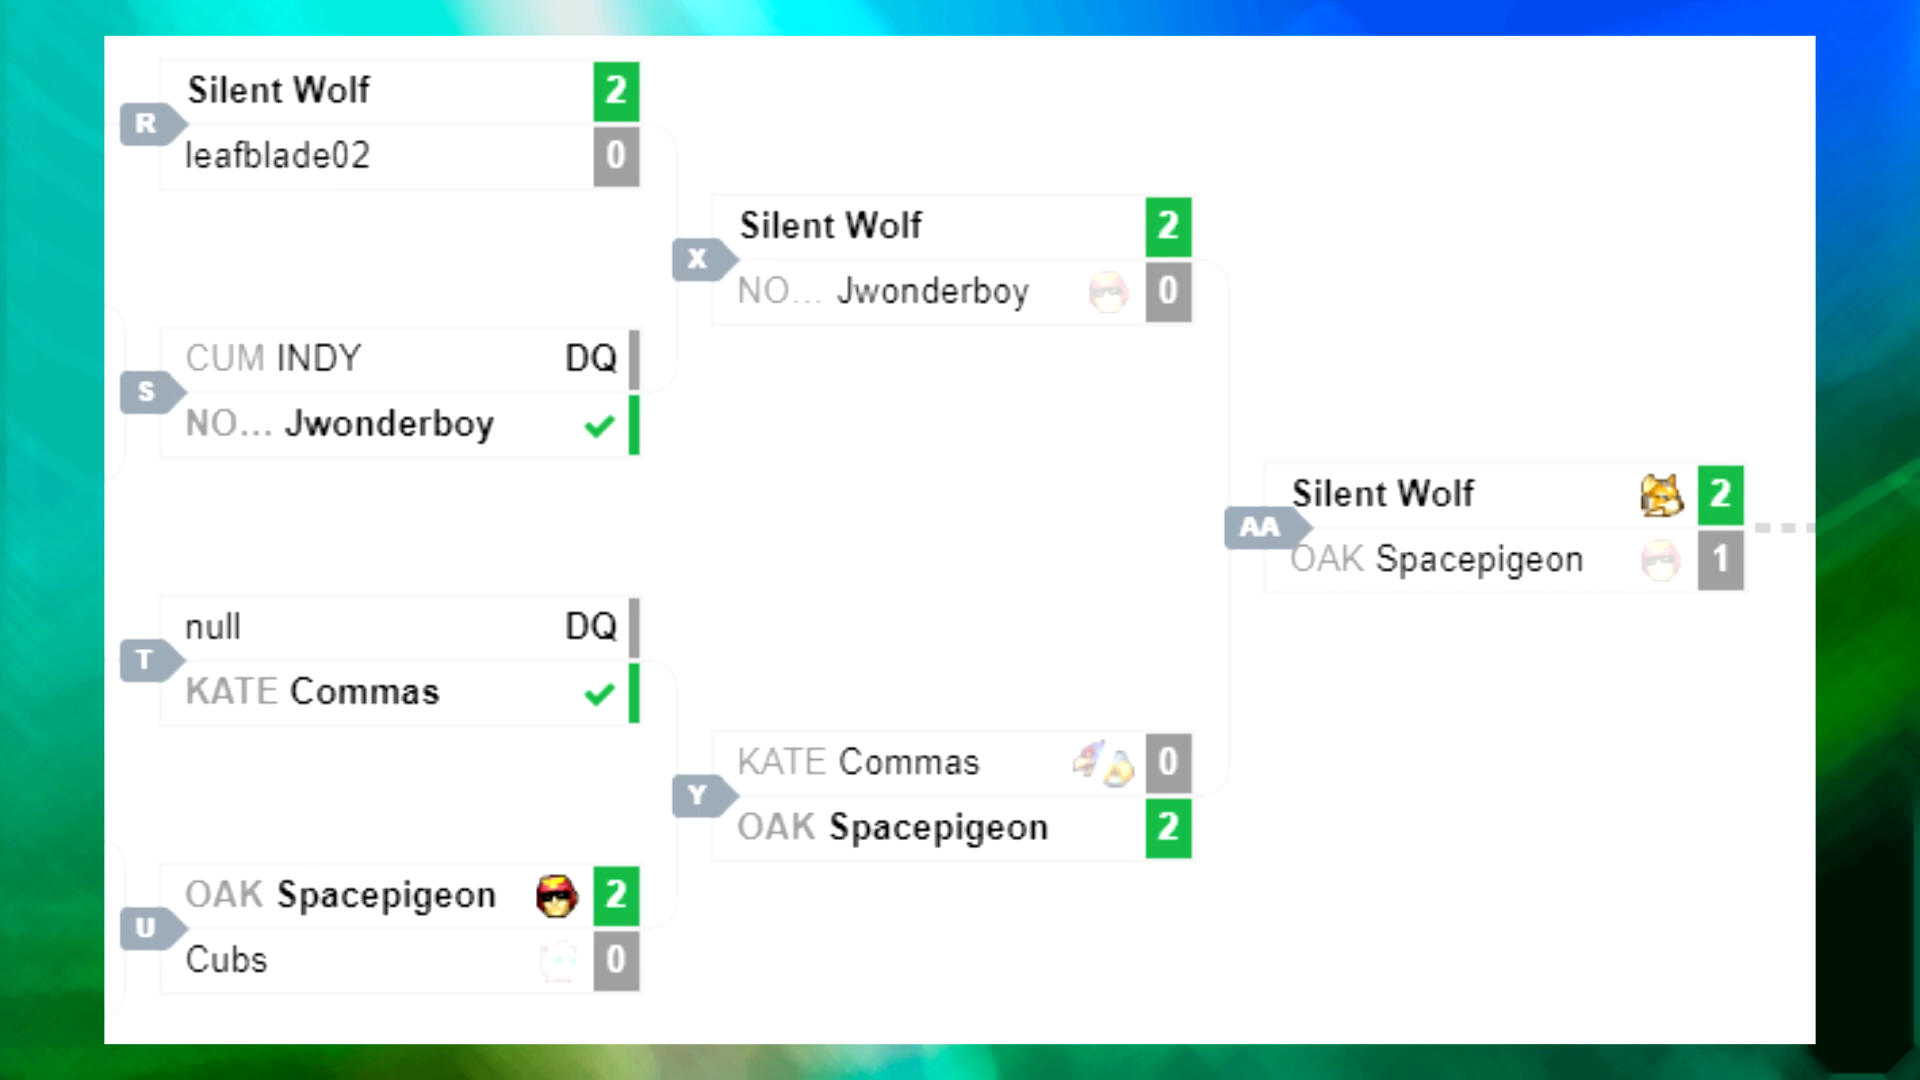 Silent Wolf 2
R
leafblade02 0
Silent Wolf 2
X
NO... Jwonderboy 0
CUM INDY DQ
S
NO... Jwonderboy
Silent Wolf 2
AA
OAK Spacepigeon 1
null DQ
T
KATE Commas
KATE Commas 0
Y
OAK Spacepigeon 2
OAK Spacepigeon 2
U
Cubs 0